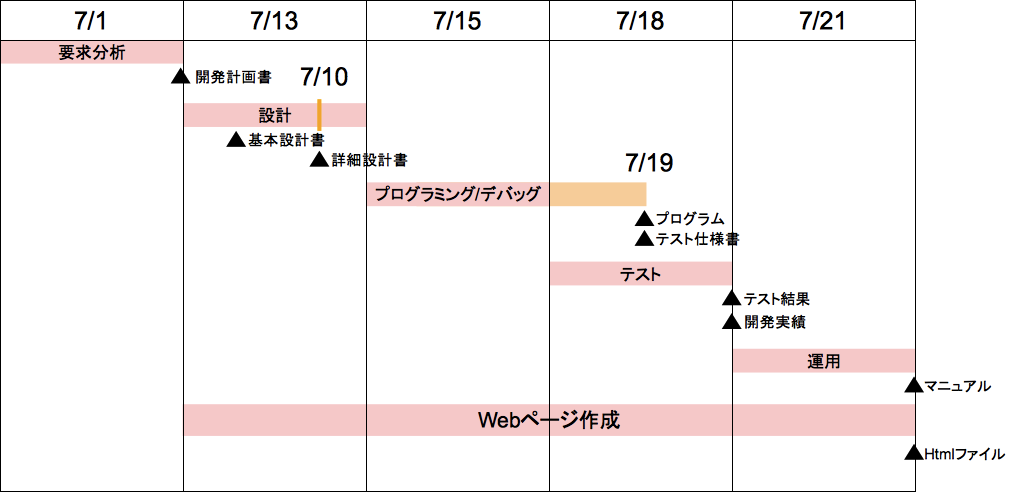 7/1 7/13 7/15 7/18 7/21
要求分析
開発計画書
7/10
設計
基本設計書
詳細設計書
7/19
プログラミング/デバッグ
プログラム
テスト仕様書
テスト
テスト結果
開発実績
運用
マニュアル
Webページ作成
Htmlファイル